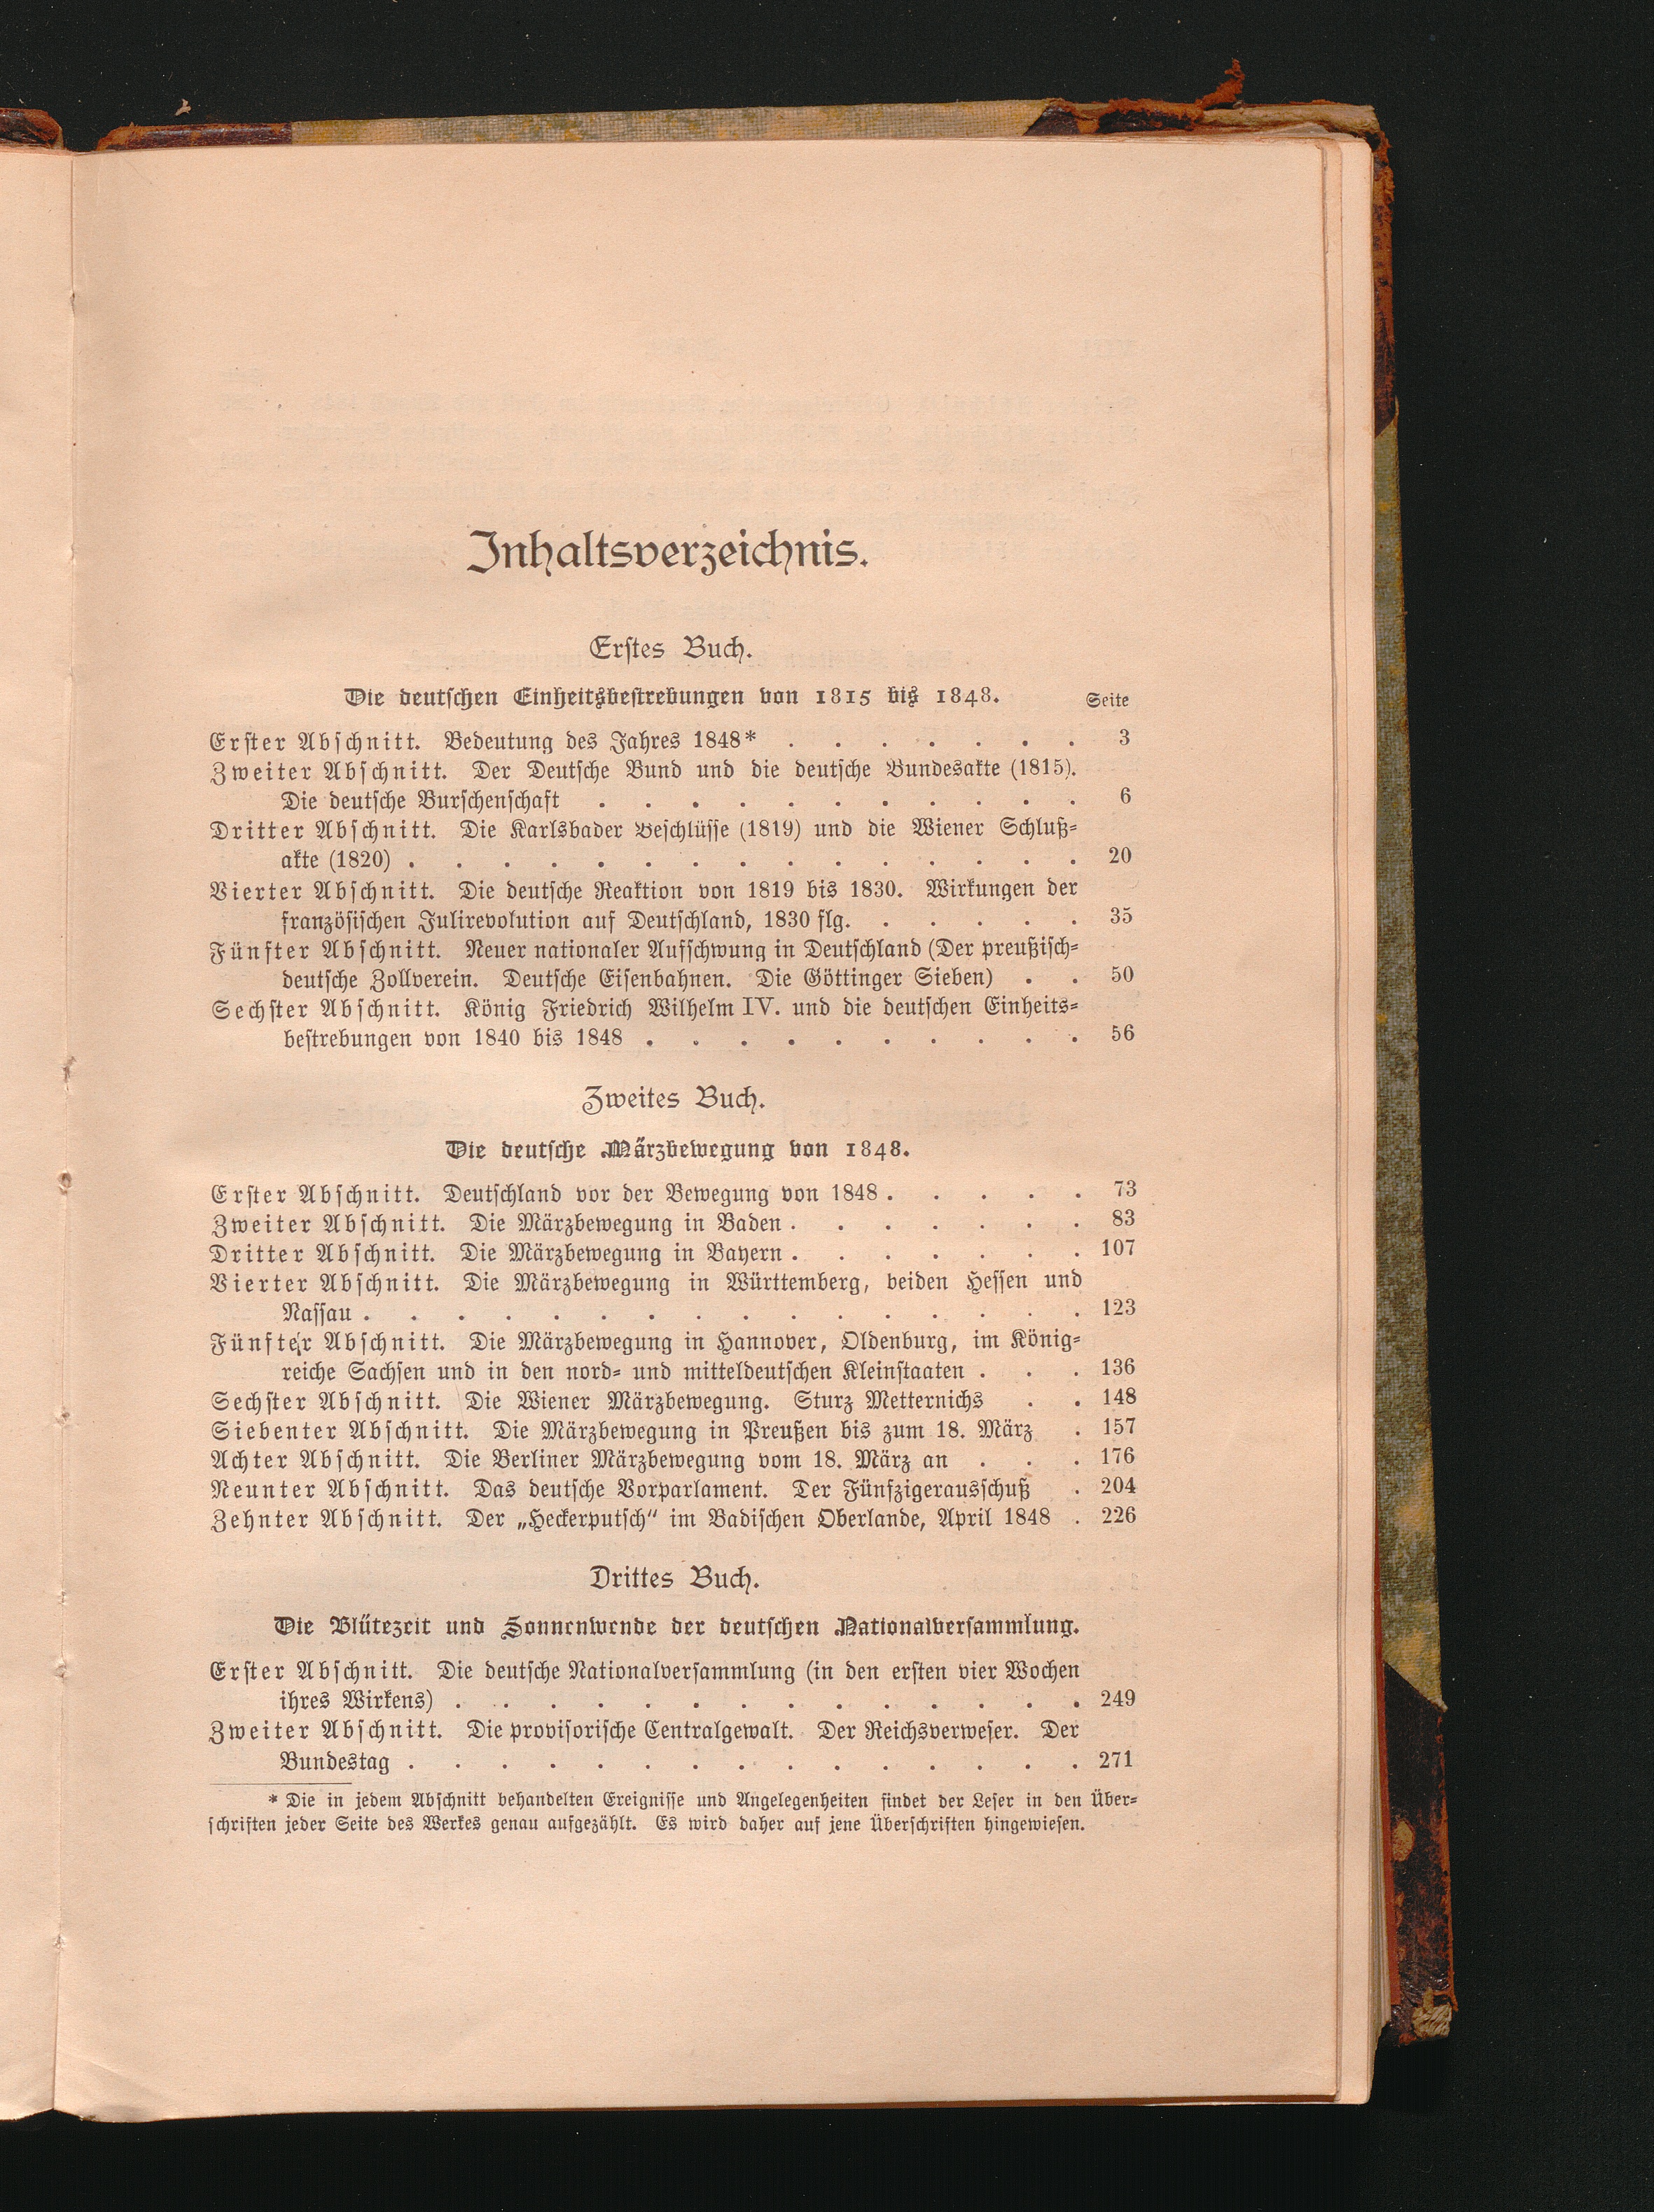 Inhaltsverzeichnis.
Erstes Buch.
Die deutschen Einheitsbestrebungen von 1815 bis 1848.
Seite
Erster Abschnitt. Bedeutung des Jahres 1848* . . . . . . . 3
Zweiter Abschnitt. Der Deutsche Bund und die deutsche Bundesakte (1815).
Die deutsche Burschenschaft . . . . . . . . . . . 6
Dritter Abschnitt. Die Karlsbader Beschlüsse (1819) und die Wiener Schluß-
akte (1820) . . . . . . . . . . . . . . . 20
Vierter Abschnitt. Die deutsche Reaktion von 1819 bis 1830. Wirkungen der
französischen Julirevolution auf Deutschland, 1830 flg. . . . . . 35
Fünfter Abschnitt. Neuer nationaler Aufschwung in Deutschland (Der preußisch-
deutsche Zollverein. Deutsche Eisenbahnen. Die Göttinger Sieben) . . 50
Sechster Abschnitt. König Friedrich Wilhelm IV. und die deutschen Einheits-
bestrebungen von 1840 bis 1848 . . . . . . . . . . 56
Zweites Buch.
Die deutsche Märzbewegung von 1848.
Erster Abschnitt. Deutschland vor der Bewegung von 1848 . . . . . 73
Zweiter Abschnitt. Die Märzbewegung in Baden . . . . . . . 83
Dritter Abschnitt. Die Märzbewegung in Bayern . . . . . . . 107
Vierter Abschnitt. Die Märzbewegung in Württemberg, beiden Hessen und
Nassau . . . . . . . . . . . . . . . . 123
Fünfter Abschnitt. Die Märzbewegung in Hannover, Oldenburg, im König-
reiche Sachsen und in den nord- und mitteldeutschen Kleinstaaten . . . 136
Sechster Abschnitt. Die Wiener Märzbewegung. Sturz Metternichs . . 148
Siebenter Abschnitt. Die Märzbewegung in Preußen bis zum 18. März . 157
Achter Abschnitt. Die Berliner Märzbewegung vom 18. März an . . . 176
Neunter Abschnitt. Das deutsche Vorparlament. Der Fünfzigerausschuß . 204
Zehnter Abschnitt. Der „Heckerputsch“ im Badischen Oberlande, April 1848 . 226
Drittes Buch.
Die Blütezeit und Sonnenwende der deutschen Nationalversammlung.
Erster Abschnitt. Die deutsche Nationalversammlung (in den ersten vier Wochen
ihres Wirkens) . . . . . . . . . . . . . . 249
Zweiter Abschnitt. Die provisorische Centralgewalt. Der Reichsverweser. Der
Bundestag . . . . . . . . . . . . . . . 271
* Die in jedem Abschnitt behandelten Ereignisse und Angelegenheiten findet der Leser in den Über-
schriften jeder Seite des Werkes genau aufgezählt. Es wird daher auf jene Überschriften hingewiesen.